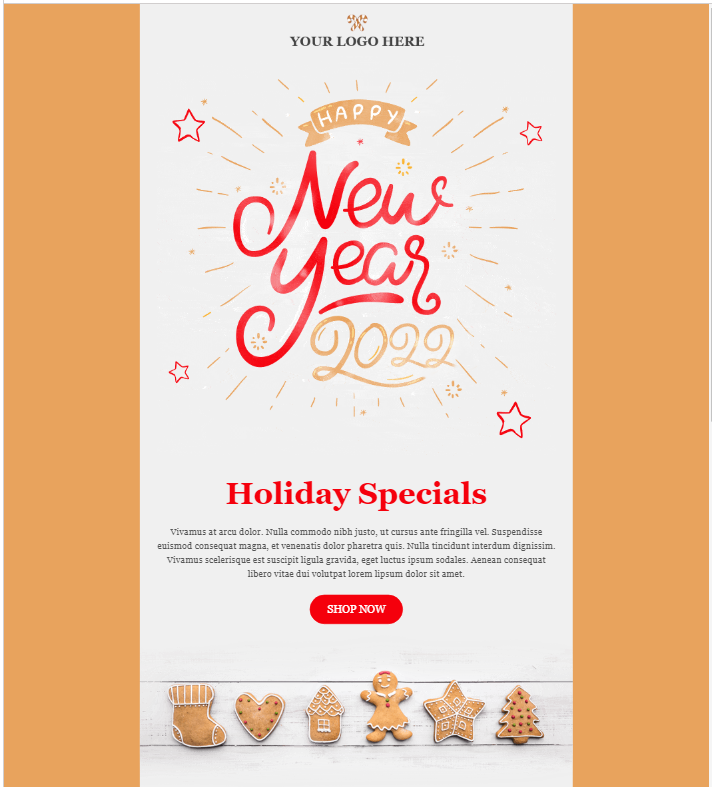 YOUR LOGO HERE
HAPPY
New
Year
2022
Holiday Specials
Vivamus at arcu dolor. Nulla commodo nibh justo, ut cursus ante fringilla vel. Suspendisse
euismod consequat magna, et venenatis dolor pharetra quis. Nulla tincidunt interdum dignissim.
Vivamus scelerisque est suscipit ligula gravida, eget luctus ipsum sodales. Aenean consequat
libero vitae dui volutpat lorem lipsum dolor sit amet.
SHOP NOW